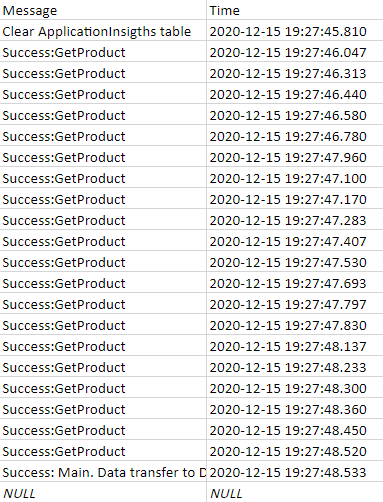 Message Time
Clear ApplicationInsigths table 2020-12-15 19:27:45.810
Success:GetProduct 2020-12-15 19:27:46.047
Success:GetProduct 2020-12-15 19:27:46.313
Success:GetProduct 2020-12-15 19:27:46.440
Success:GetProduct 2020-12-15 19:27:46.580
Success:GetProduct 2020-12-15 19:27:46.780
Success:GetProduct 2020-12-15 19:27:47.960
Success:GetProduct 2020-12-15 19:27:47.100
Success:GetProduct 2020-12-15 19:27:47.170
Success:GetProduct 2020-12-15 19:27:47.283
Success:GetProduct 2020-12-15 19:27:47.407
Success:GetProduct 2020-12-15 19:27:47.530
Success:GetProduct 2020-12-15 19:27:47.693
Success:GetProduct 2020-12-15 19:27:47.797
Success:GetProduct 2020-12-15 19:27:47.830
Success:GetProduct 2020-12-15 19:27:48.137
Success:GetProduct 2020-12-15 19:27:48.233
Success:GetProduct 2020-12-15 19:27:48.300
Success:GetProduct 2020-12-15 19:27:48.360
Success:GetProduct 2020-12-15 19:27:48.450
Success:GetProduct 2020-12-15 19:27:48.520
Success: Main. Data transfer to D 2020-12-15 19:27:48.533
NULL NULL